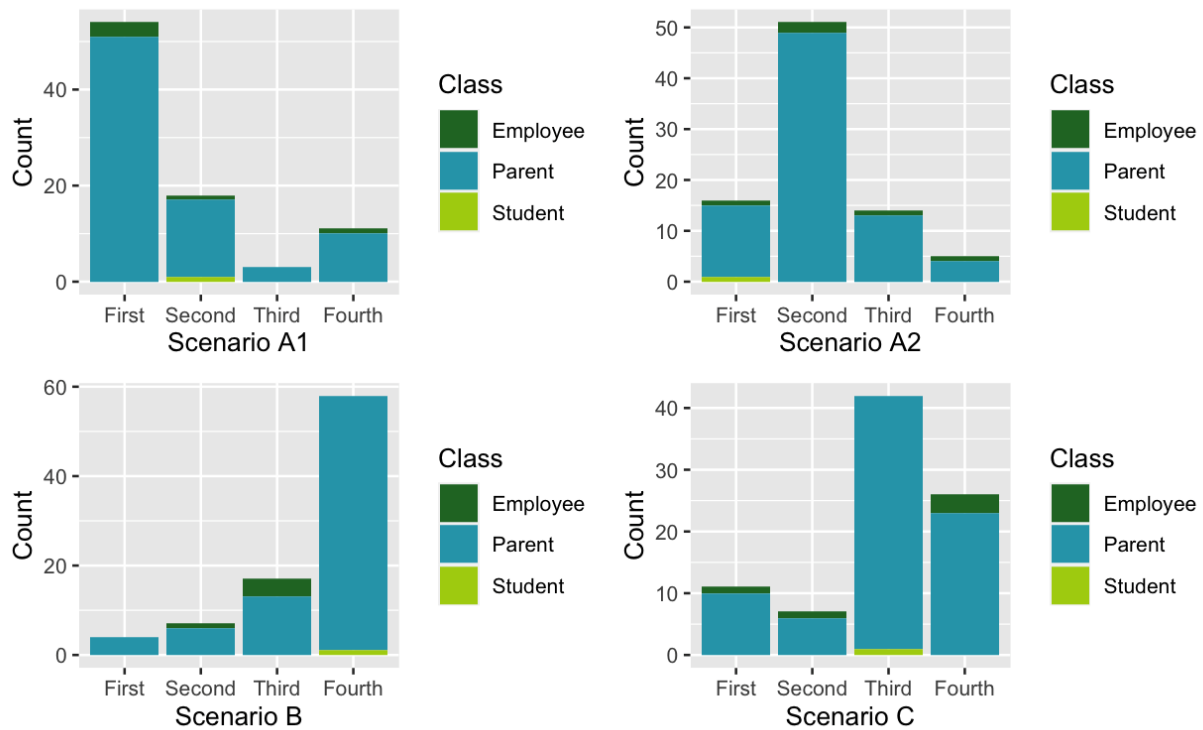 Count
40
20
0
First Second Third Fourth
Scenario A1
Class
Employee
Parent
Student
Count
50
40
30
20
10
0
First Second Third Fourth
Scenario A2
Class
Employee
Parent
Student
Count
60
40
20
0
First Second Third Fourth
Scenario B
Class
Employee
Parent
Student
Count
40
30
20
10
0
First Second Third Fourth
Scenario C
Class
Employee
Parent
Student